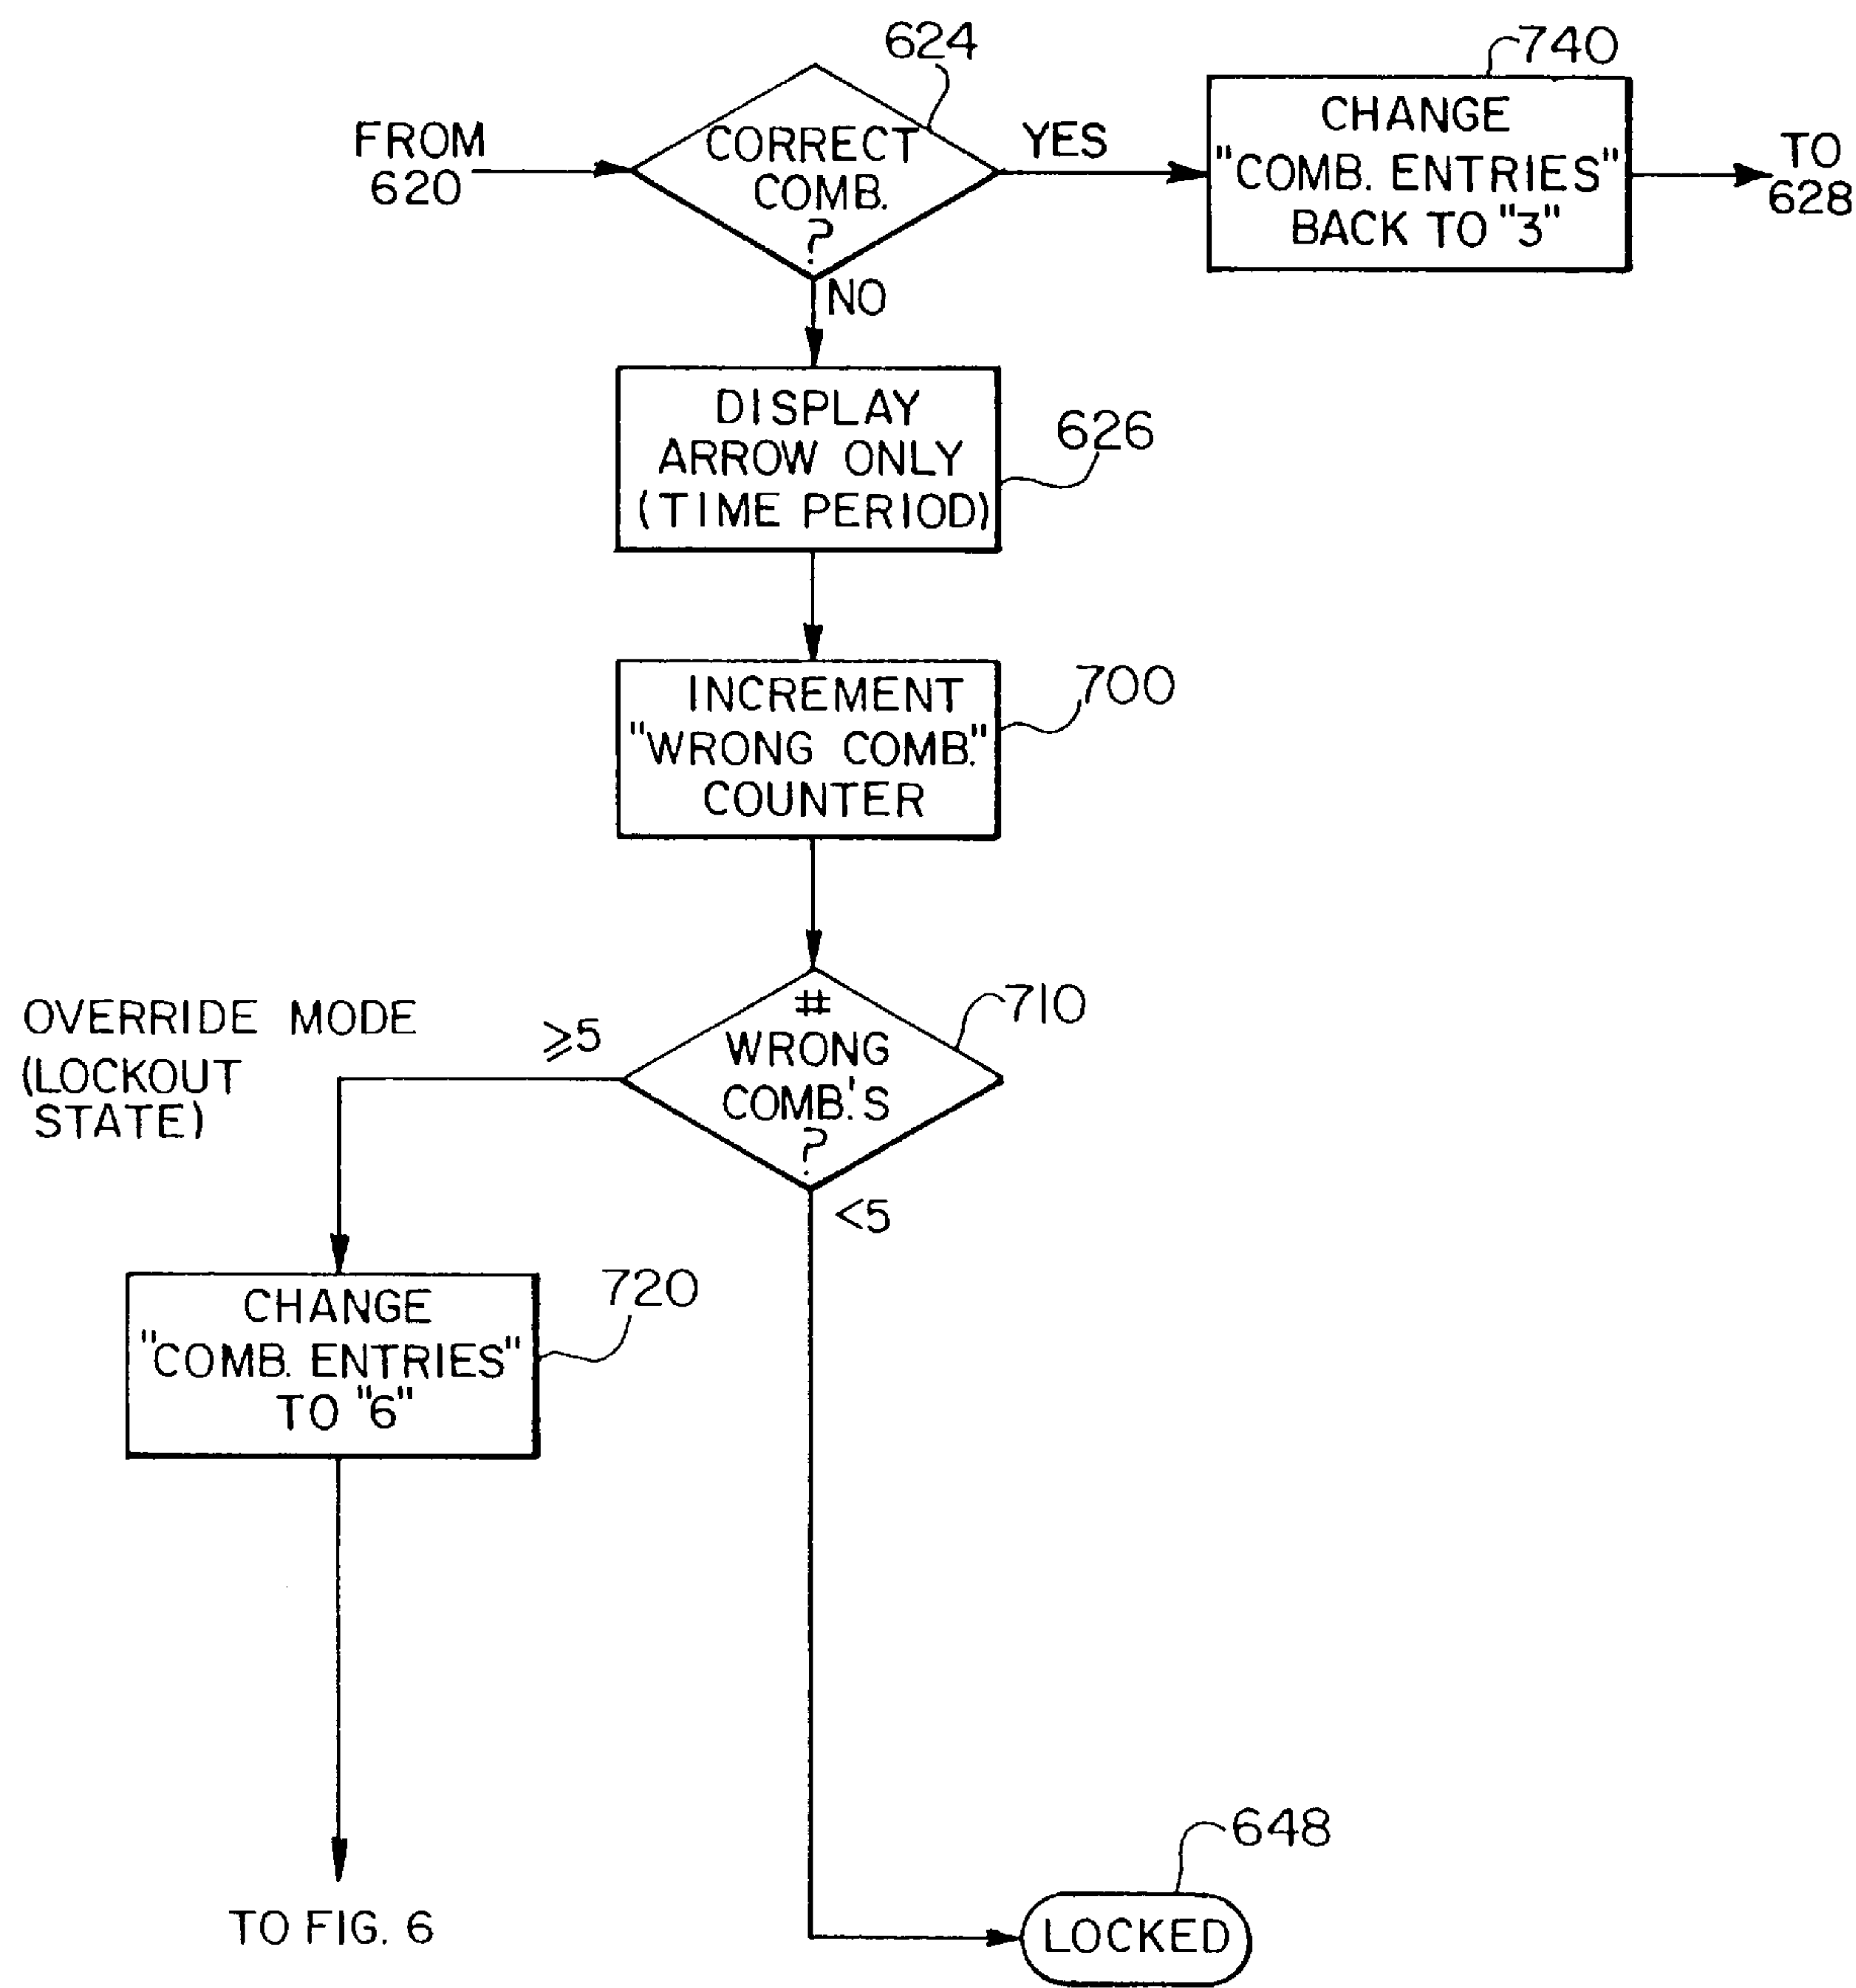 624
740
FROM
620
CORRECT
COMB.
?
YES
CHANGE
"COMB. ENTRIES"
BACK TO "3"
TO
628
NO
DISPLAY
ARROW ONLY
(TIME PERIOD)
626
INCREMENT
"WRONG COMB."
COUNTER
700
OVERRIDE MODE
(LOCKOUT
STATE)
≥5
#
WRONG
COMB.'S
?
710
<5
CHANGE
"COMB. ENTRIES"
TO "6"
720
648
TO FIG. 6
LOCKED